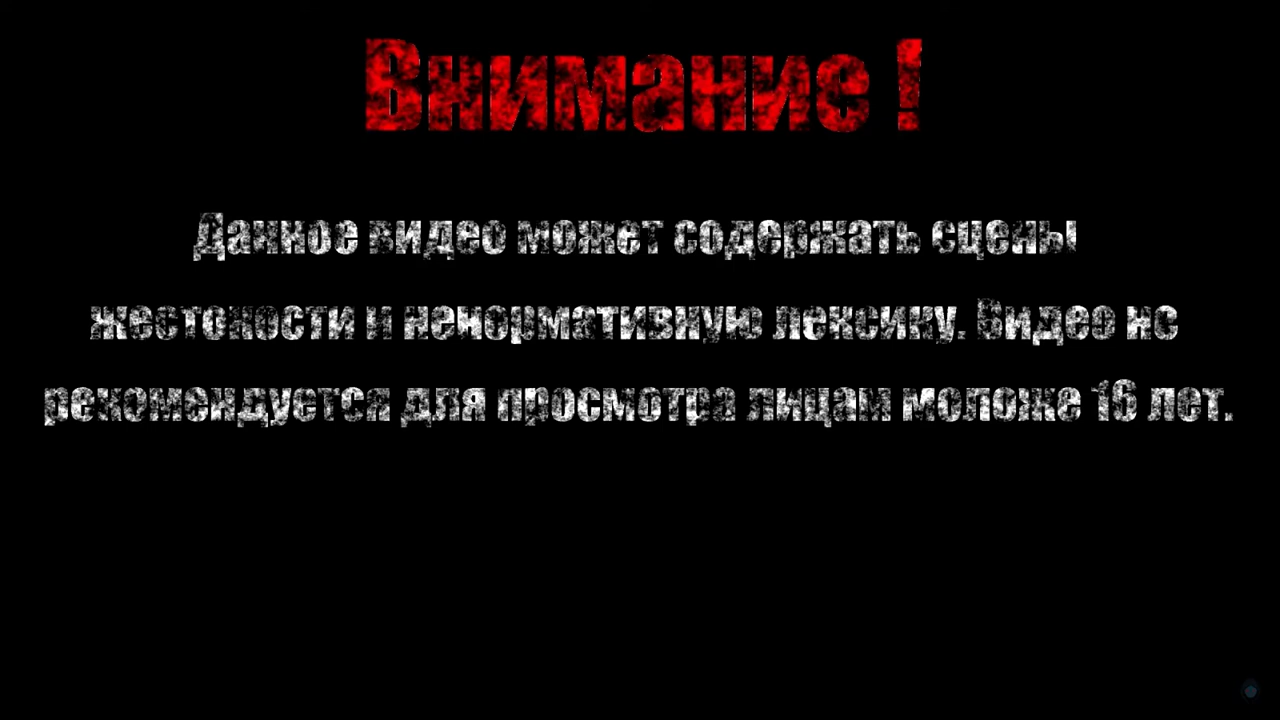 Внимание !
Данное видео может содержать сцены
жестокости и ненормативную лексику. Видео не
рекомендуется для просмотра лицам моложе 16 лет.